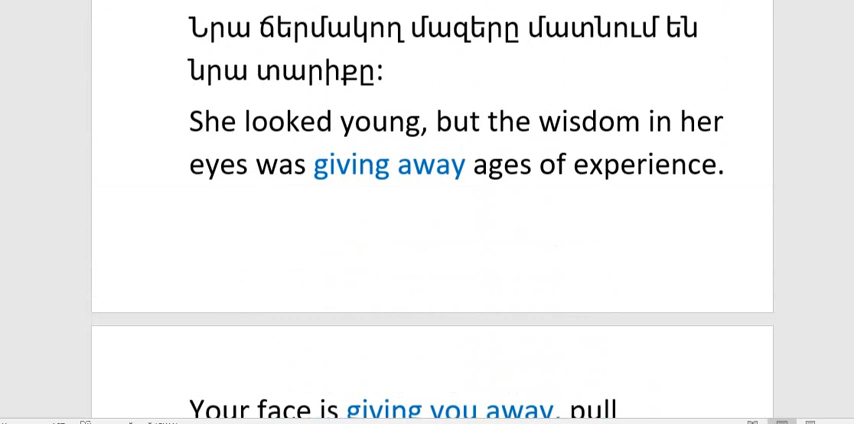 Նրա ճերմակող մազերը մատնում են
նրա տարիքը:
She looked young, but the wisdom in her
eyes was giving away ages of experience.
Your face is giving you away, pull